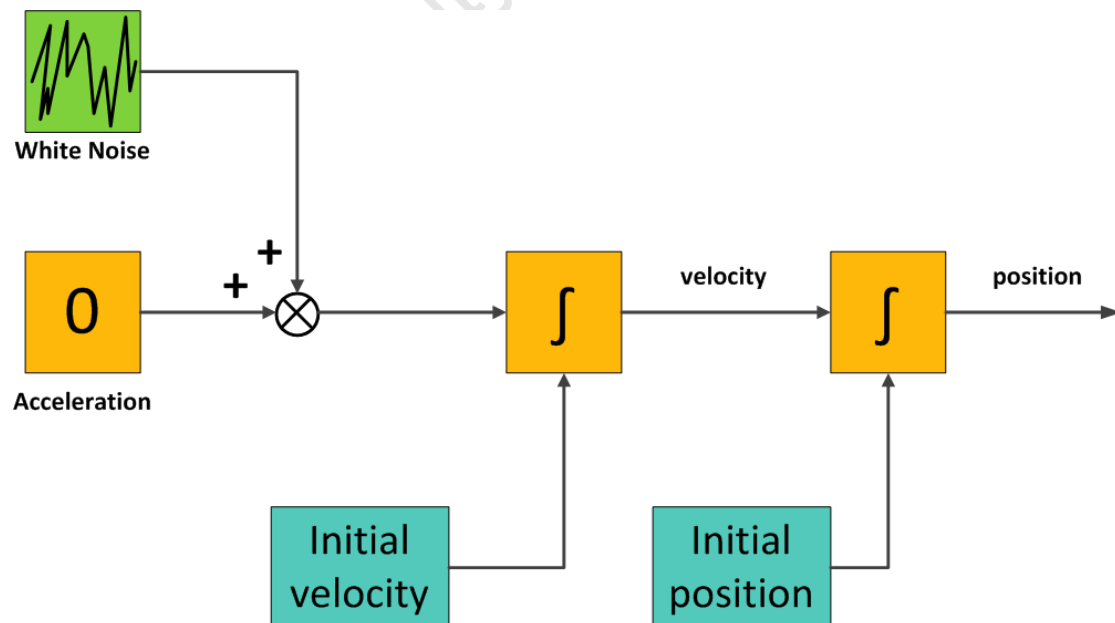 White Noise
+
+
0
Acceleration
∫
velocity
∫
position
Initial
velocity
Initial
position